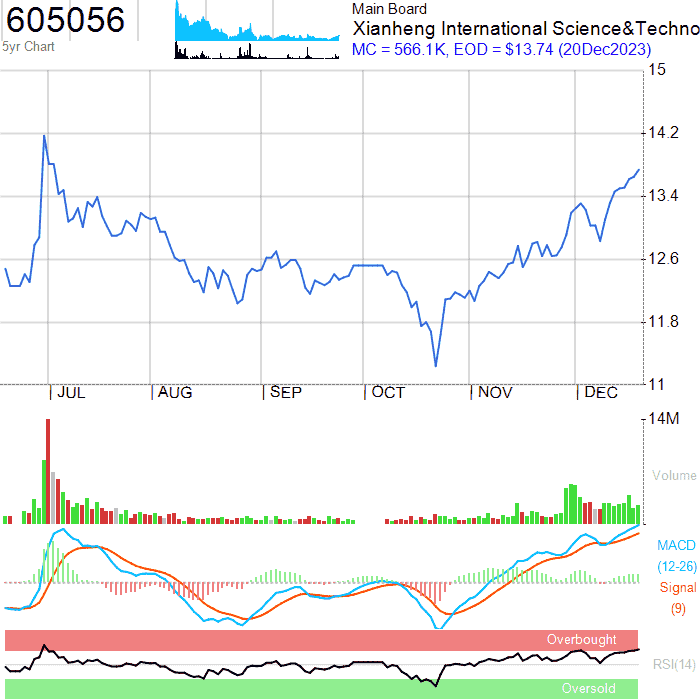 605056
5yr Chart
Main Board
Xianheng International Science&Techno
MC = 566.1K, EOD = $13.74 (20Dec2023)
15
14.2
13.4
12.6
11.8
11
JUL
AUG
SEP
OCT
NOV
DEC
14M
Volume
MACD
(12-26)
Signal
(9)
Overbought
RSI(14)
Oversold